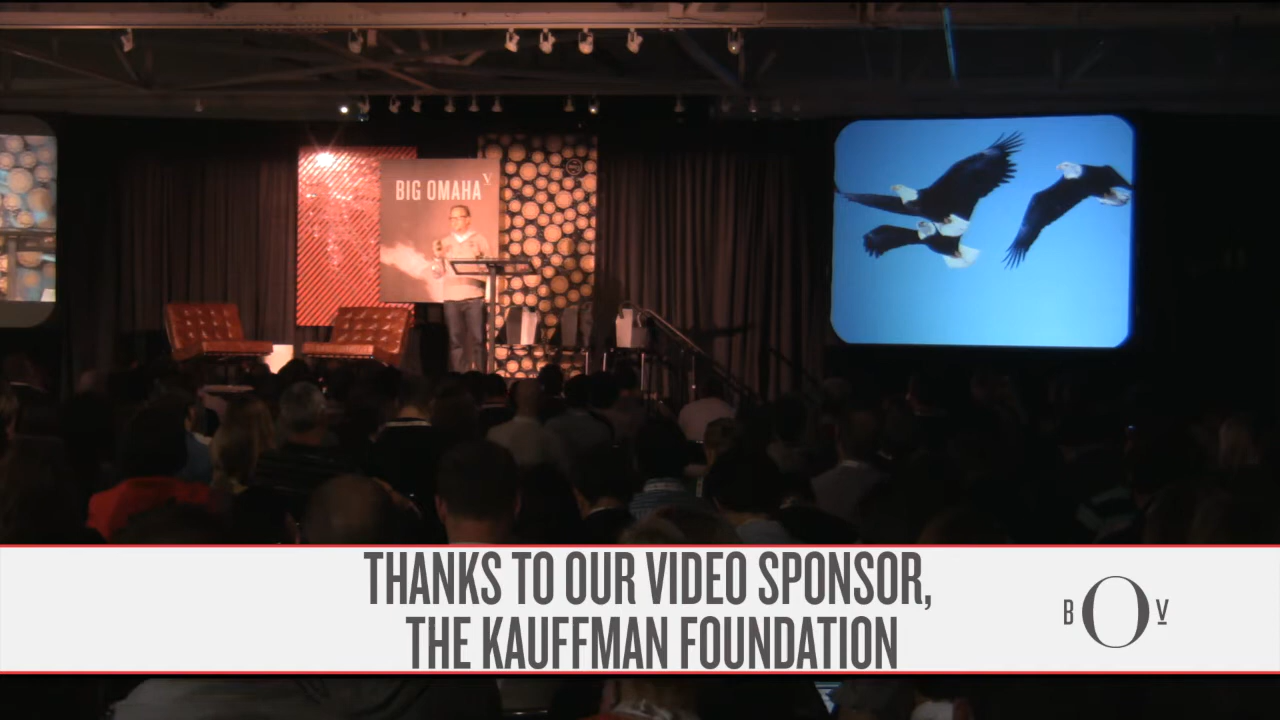 BIG OMAHA
THANKS TO OUR VIDEO SPONSOR,
THE KAUFFMAN FOUNDATION
B O V